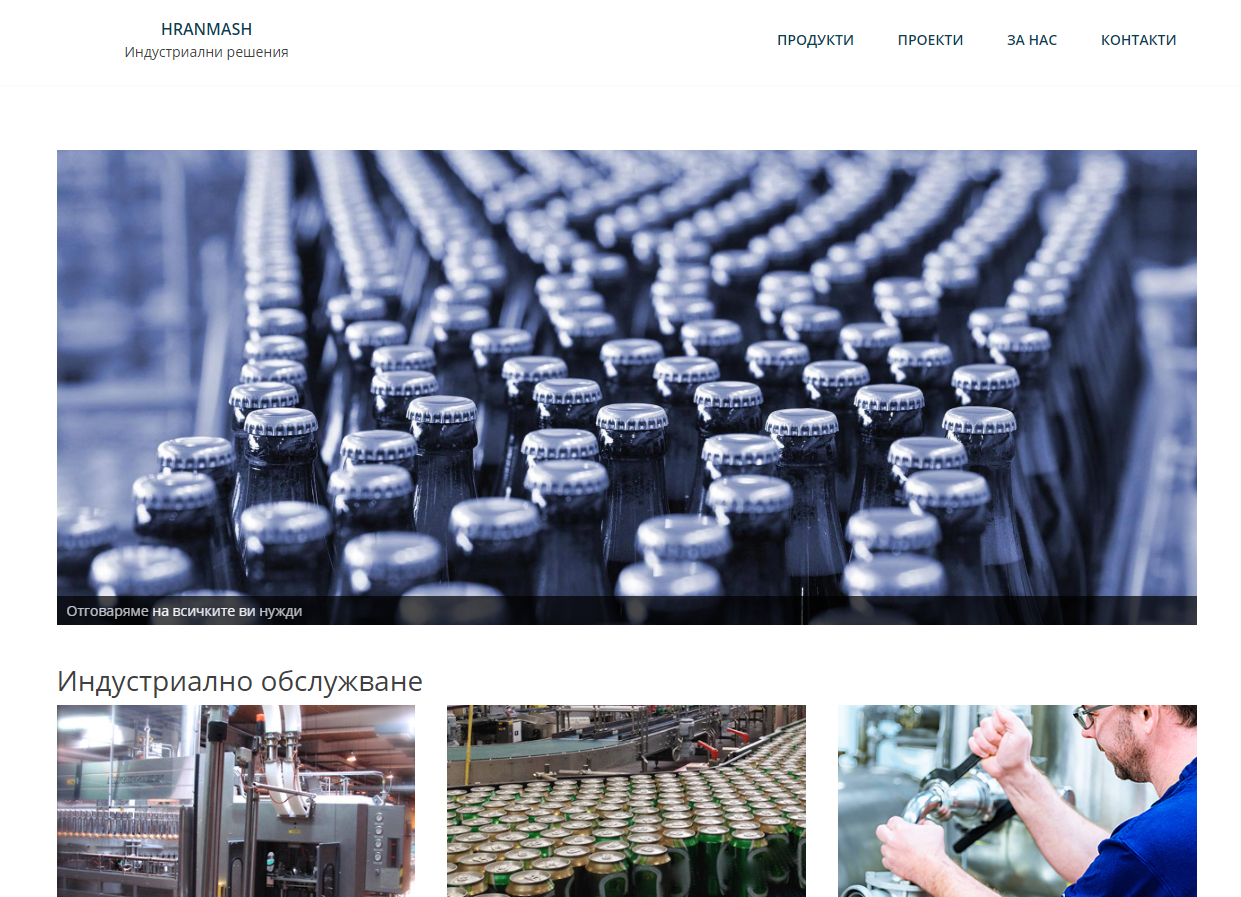 HRANMASH
Индустриални решения
ПРОДУКТИ ПРОЕКТИ ЗА НАС КОНТАКТИ
Отговаряме на всичките ви нужди
Индустриално обслужване